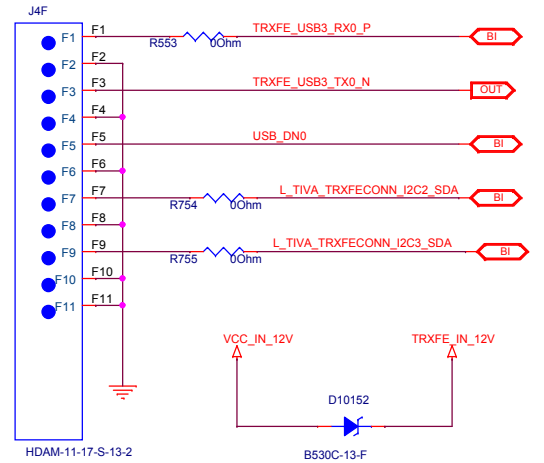 J4F
F1 F1 R553 0Ohm TRXFE_USB3_RX0_P BI
F2 F2
F3 F3 TRXFE_USB3_TX0_N OUT
F4 F4
F5 F5 USB_DN0 BI
F6 F6
F7 F7 R754 0Ohm L_TIVA_TRXFECONN_I2C2_SDA BI
F8 F8
F9 F9 R755 0Ohm L_TIVA_TRXFECONN_I2C3_SDA BI
F10 F10
F11 F11
VCC_IN_12V TRXFE_IN_12V
D10152
HDAM-11-17-S-13-2 B530C-13-F